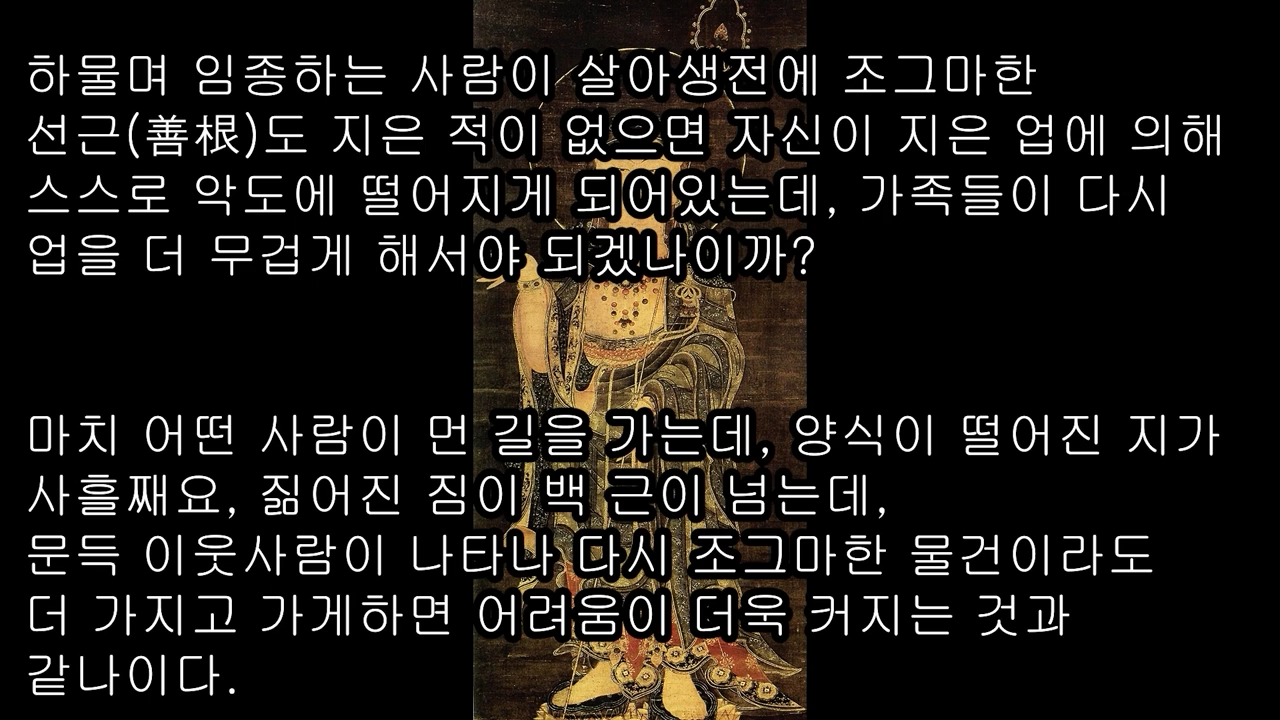 하물며 임종하는 사람이 살아생전에 조그마한
선근(善根)도 지은 적이 없으면 자신이 지은 업에 의해
스스로 악도에 떨어지게 되어있는데, 가족들이 다시
업을 더 무겁게 해서야 되겠나이까?
마치 어떤 사람이 먼 길을 가는데, 양식이 떨어진 지가
사흘째요, 짊어진 짐이 백 근이 넘는데,
문득 이웃사람이 나타나 다시 조그마한 물건이라도
더 가지고 가게하면 어려움이 더욱 커지는 것과
같나이다.